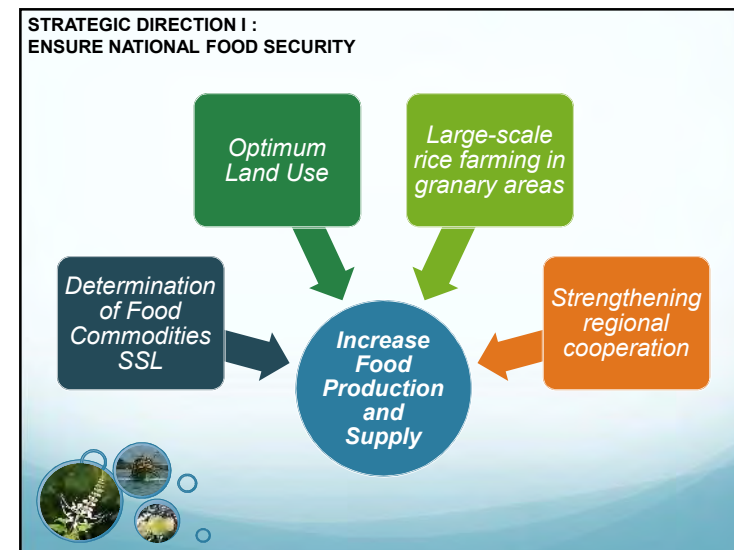 STRATEGIC DIRECTION I :
ENSURE NATIONAL FOOD SECURITY
Optimum
Land Use
Large-scale
rice farming in
granary areas
Determination
of Food
Commodities
SSL
Strengthening
regional
cooperation
Increase
Food
Production
and
Supply